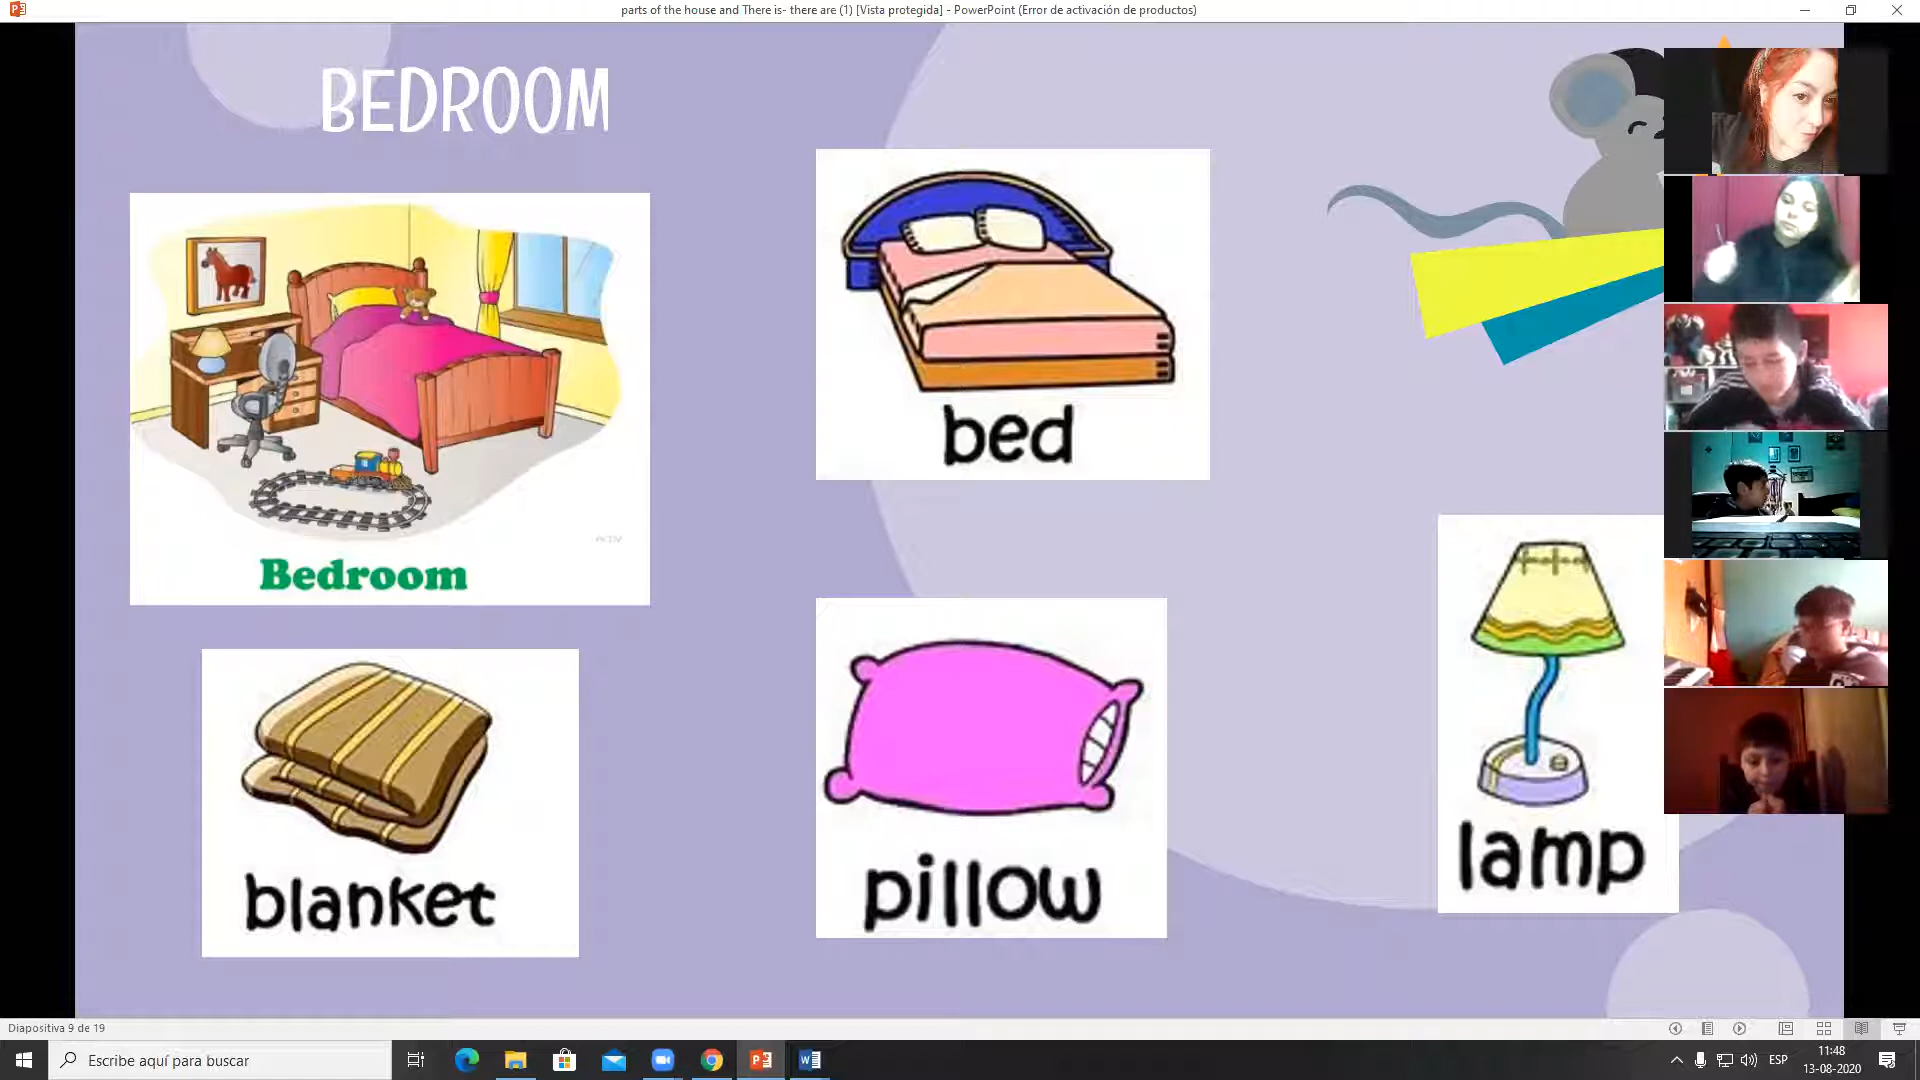 parts of the house and There is- there are (1) [Vista protegida] - PowerPoint (Error de activación de productos)
BEDROOM
bed
Bedroom
blanket
pillow
lamp
Diapositiva 9 de 19
Escribe aquí para buscar
ESP
11:48
13-08-2020